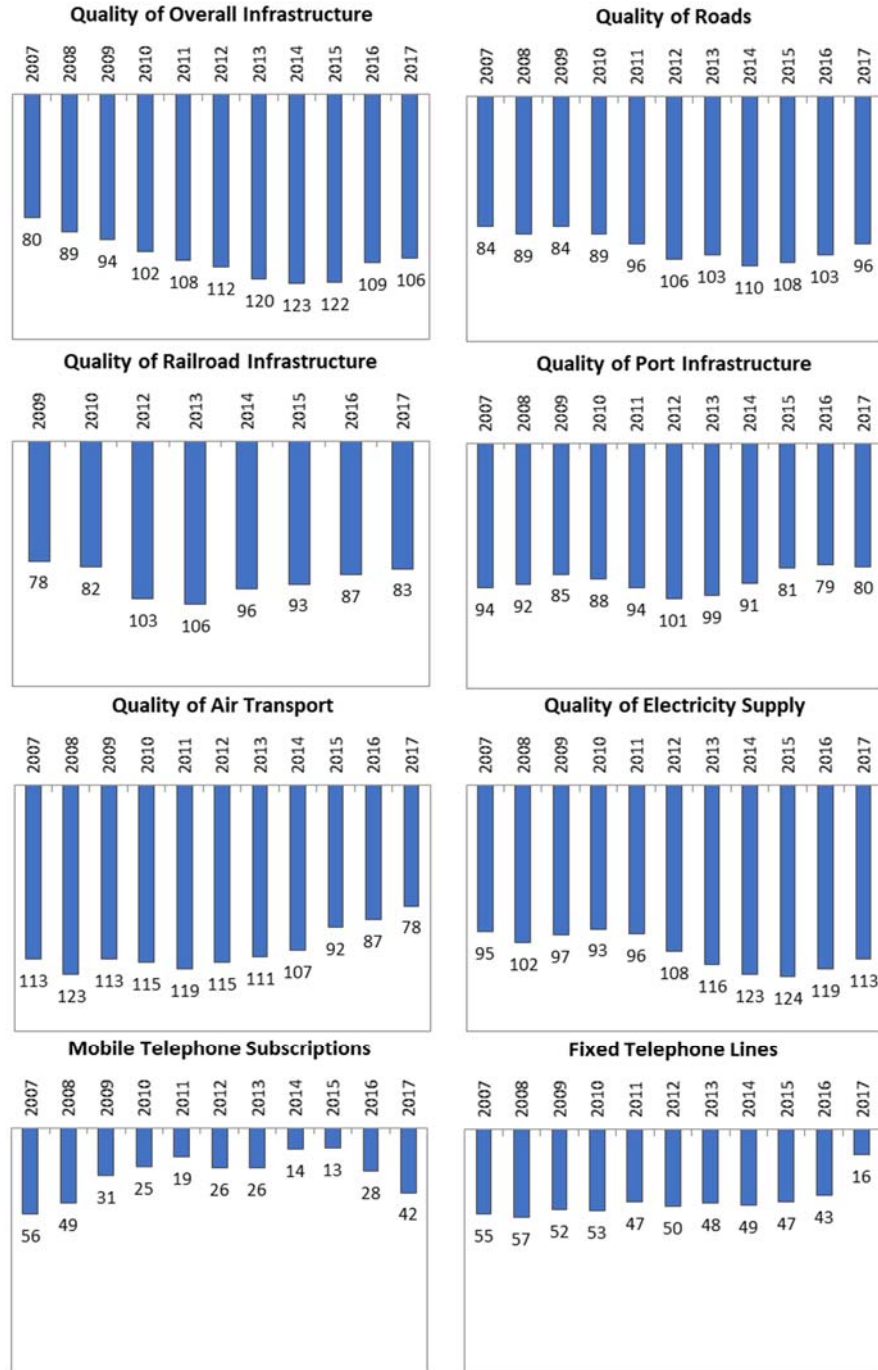 Quality of Overall Infrastructure
2007 2008 2009 2010 2011 2012 2013 2014 2015 2016 2017
80 89 94 102 108 112 120 123 122 109 106
Quality of Roads
2007 2008 2009 2010 2011 2012 2013 2014 2015 2016 2017
84 89 84 89 96 106 103 110 108 103 96
Quality of Railroad Infrastructure
2009 2010 2012 2013 2014 2015 2016 2017
78 82 103 106 96 93 87 83
Quality of Port Infrastructure
2007 2008 2009 2010 2011 2012 2013 2014 2015 2016 2017
94 92 85 88 94 101 99 91 81 79 80
Quality of Air Transport
2007 2008 2009 2010 2011 2012 2013 2014 2015 2016 2017
113 123 113 115 119 115 111 107 92 87 78
Quality of Electricity Supply
2007 2008 2009 2010 2011 2012 2013 2014 2015 2016 2017
95 102 97 93 96 108 116 123 124 119 113
Mobile Telephone Subscriptions
2007 2008 2009 2010 2011 2012 2013 2014 2015 2016 2017
56 49 31 25 19 26 26 14 13 28 42
Fixed Telephone Lines
2007 2008 2009 2010 2011 2012 2013 2014 2015 2016 2017
55 57 52 53 47 50 48 49 47 43 16